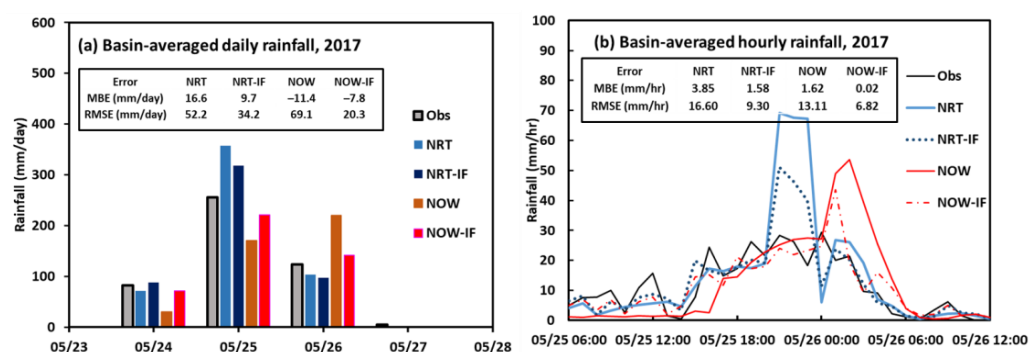 (a) Basin-averaged daily rainfall, 2017
Error NRT NRT-IF NOW NOW-IF
MBE (mm/day) 16.6 9.7 –11.4 –7.8
RMSE (mm/day) 52.2 34.2 69.1 20.3
Rainfall (mm/day)
600
500
400
300
200
100
0
05/23 05/24 05/25 05/26 05/27 05/28
Obs
NRT
NRT-IF
NOW
NOW-IF
(b) Basin-averaged hourly rainfall, 2017
Error NRT NRT-IF NOW NOW-IF
MBE (mm/hr) 3.85 1.58 1.62 0.02
RMSE (mm/hr) 16.60 9.30 13.11 6.82
Rainfall (mm/hr)
100
90
80
70
60
50
40
30
20
10
0
05/25 06:00 05/25 12:00 05/25 18:00 05/26 00:00 05/26 06:00 05/26 12:00
Obs
NRT
NRT-IF
NOW
NOW-IF